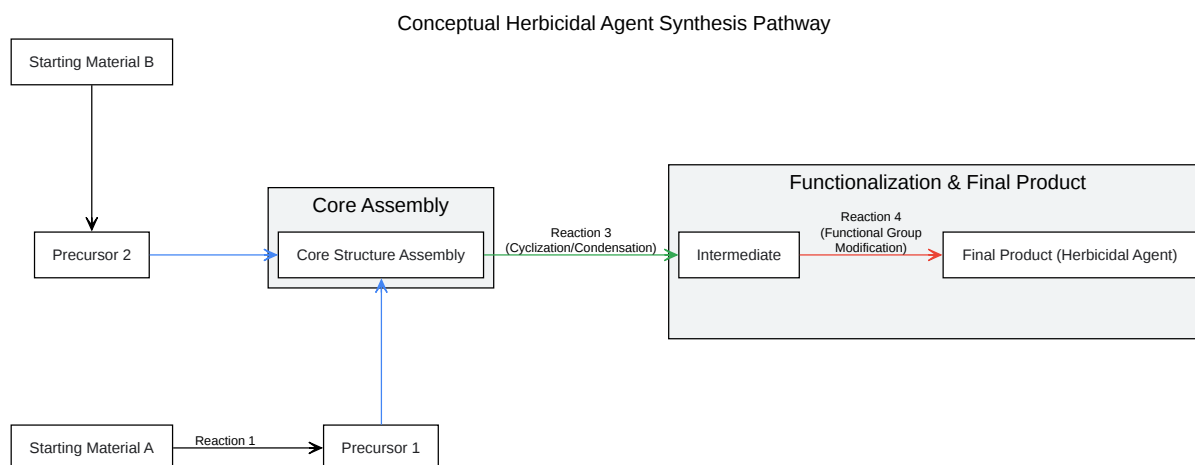 Conceptual Herbicidal Agent Synthesis Pathway
Starting Material B
Functionalization & Final Product
Core Assembly
Reaction 3
(Cyclization/Condensation)
Reaction 4
(Functional Group
Modification)
Precursor 2
Core Structure Assembly
Intermediate
Final Product (Herbicidal Agent)
Starting Material A
Reaction 1
Precursor 1